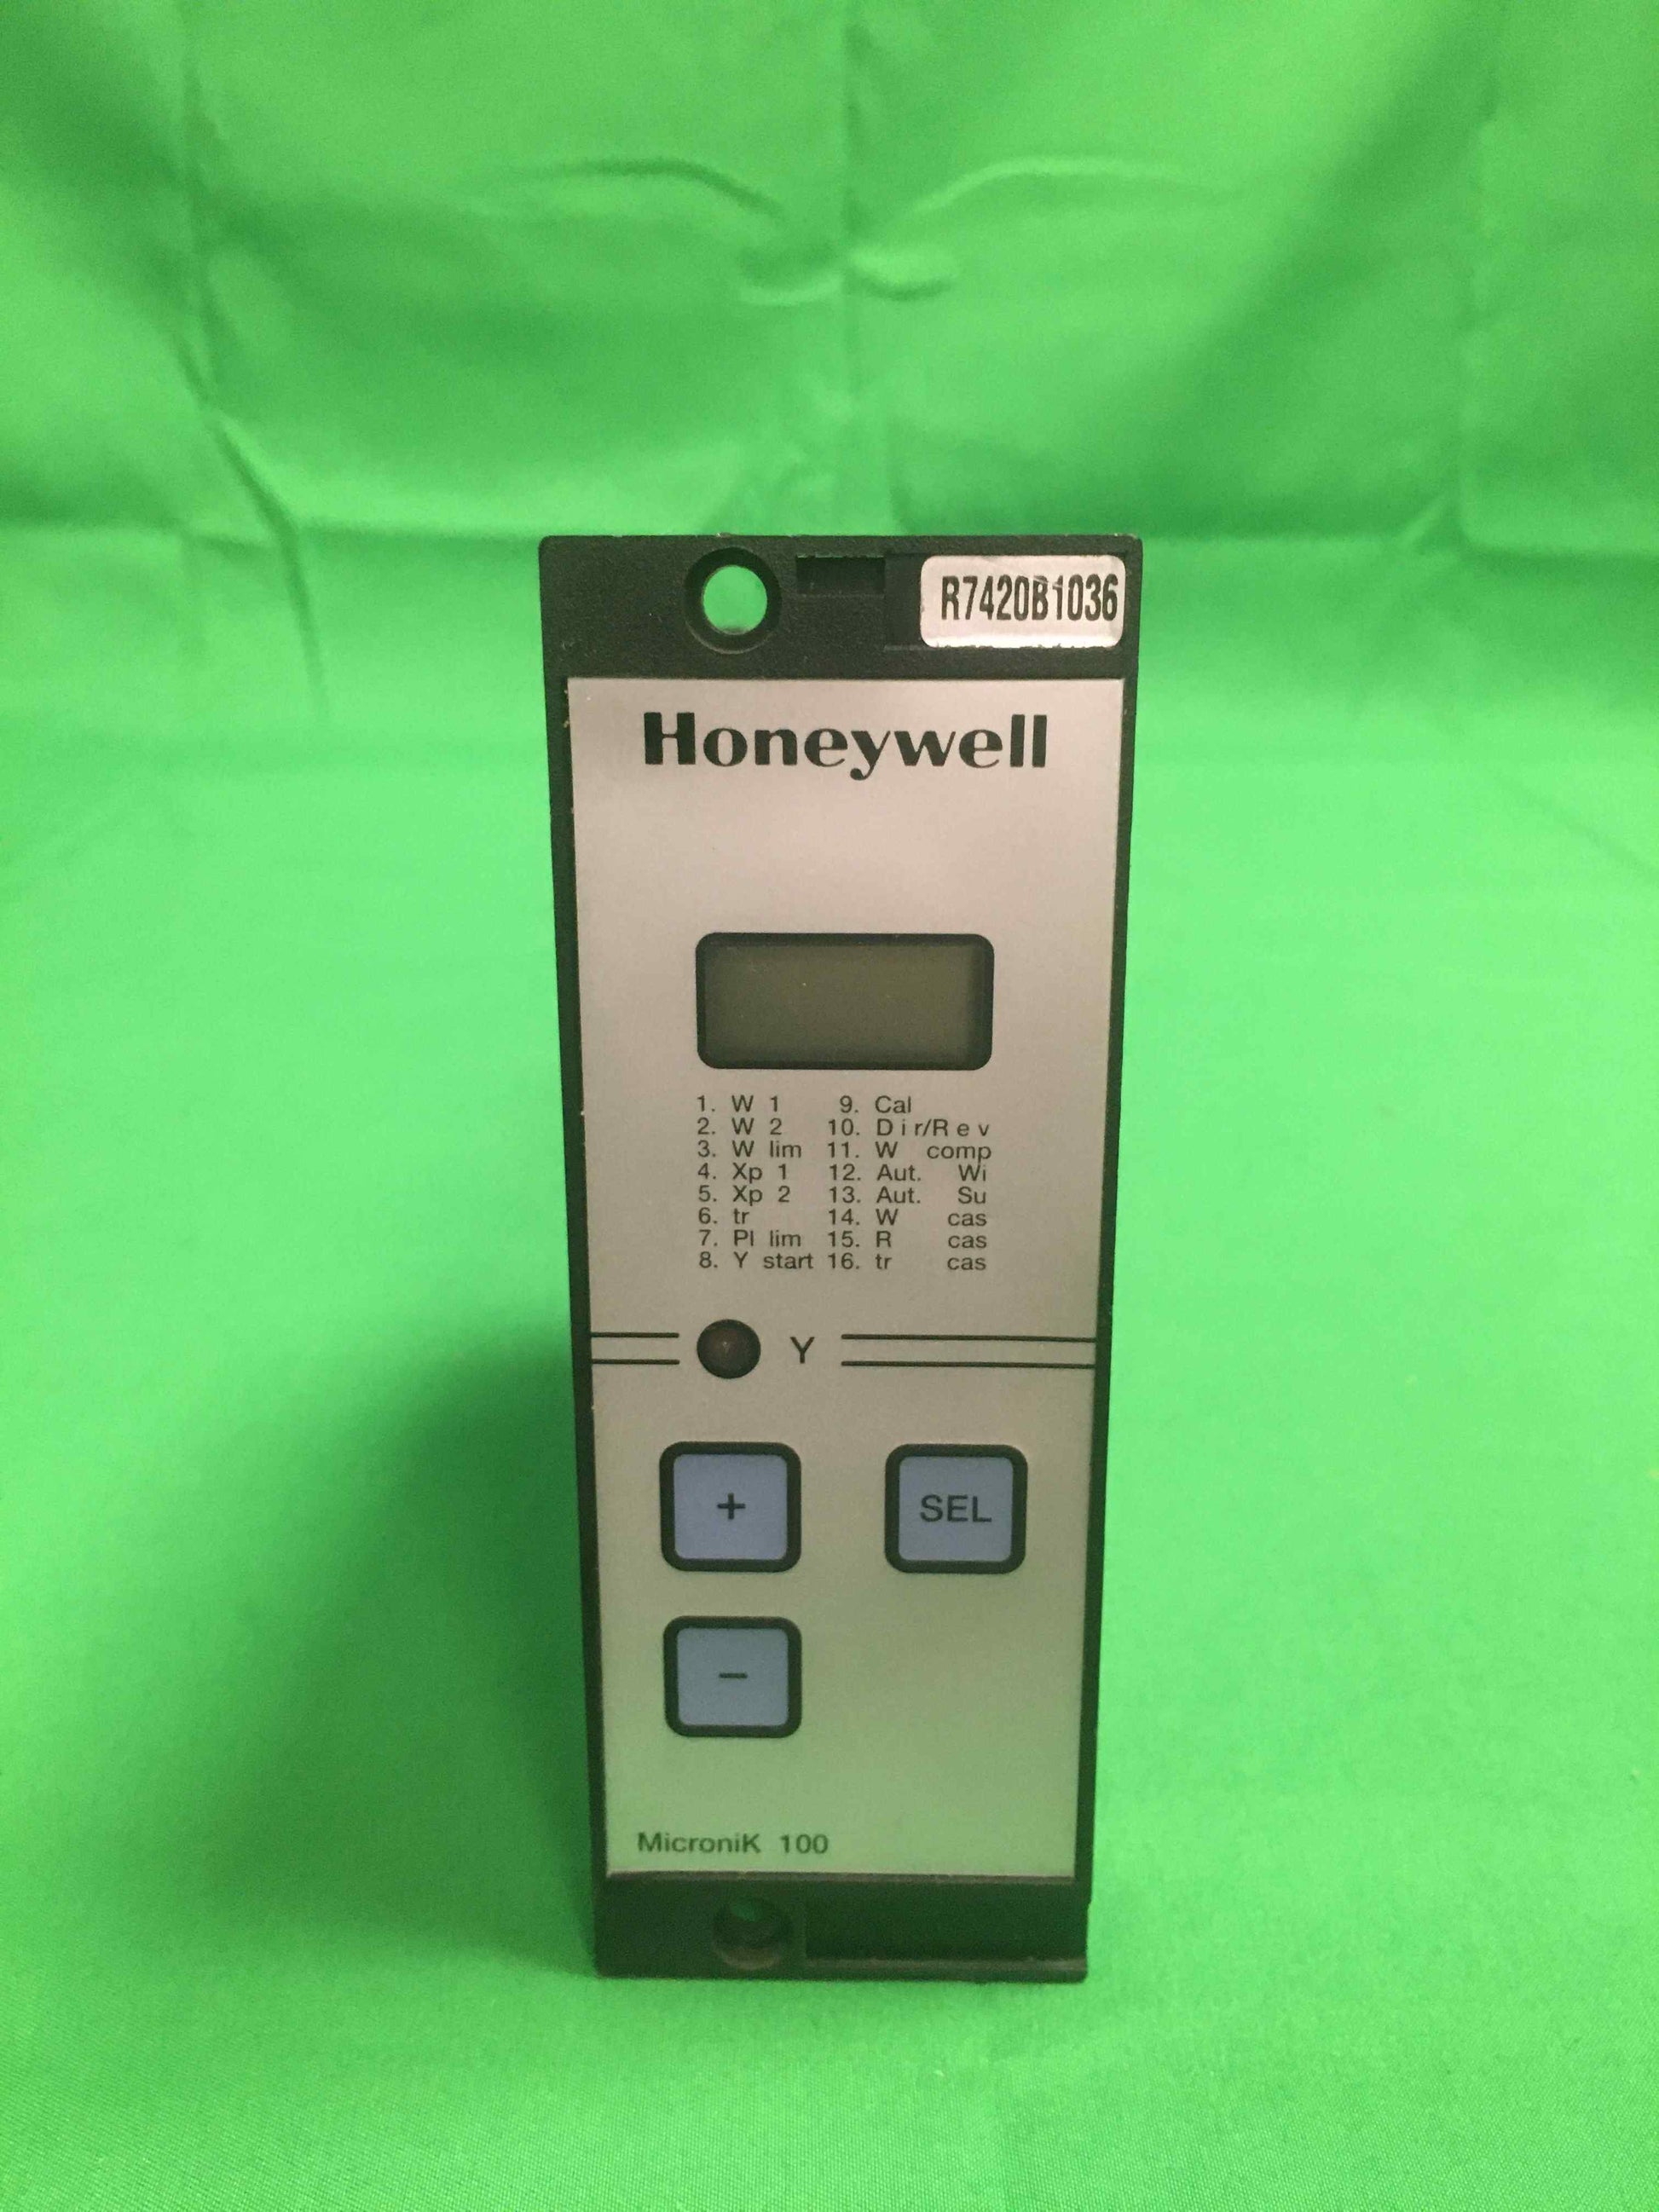 R7420B1036
Honeywell
1. W 1 9. Cal
2. W 2 10. Dir/Rev
3. W lim 11. W comp
4. Xp 1 12. Aut. Wi
5. Xp 2 13. Aut. Su
6. tr 14. W cas
7. PI lim 15. R cas
8. Y start 16. tr cas
Y
+ SEL
−
MicroniK 100